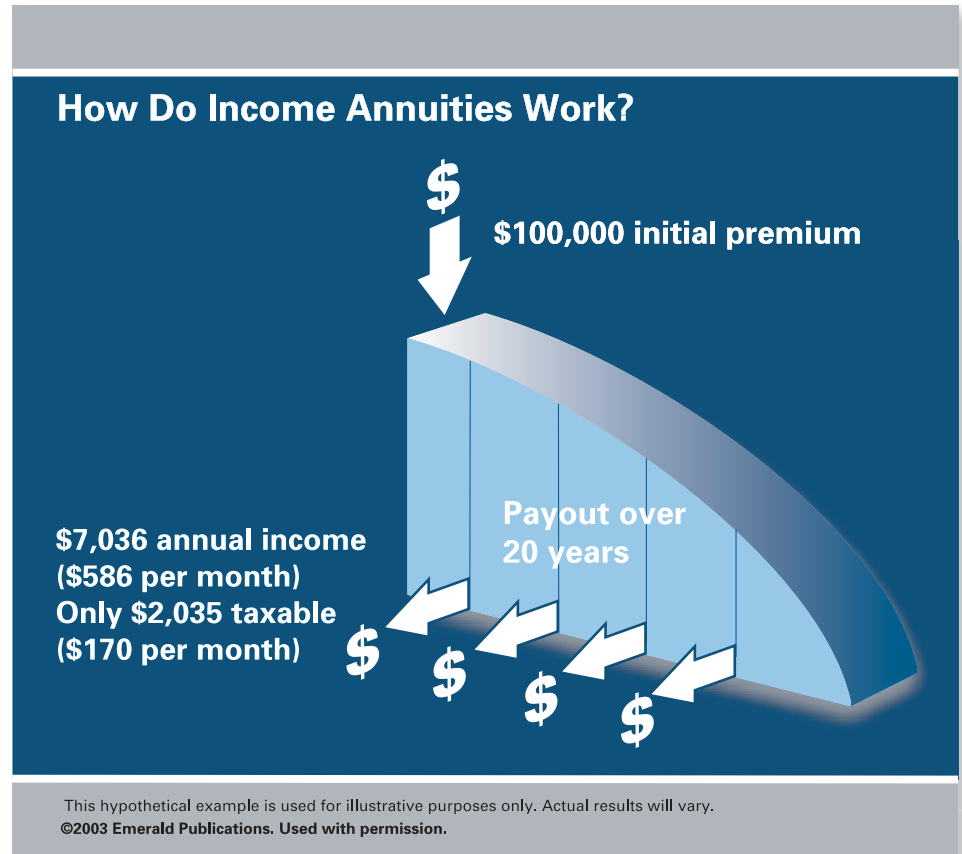 How Do Income Annuities Work?
$
$100,000 initial premium
Payout over
20 years
$7,036 annual income
($586 per month)
Only $2,035 taxable
($170 per month)
$
$
$
$
This hypothetical example is used for illustrative purposes only. Actual results will vary.
©2003 Emerald Publications. Used with permission.